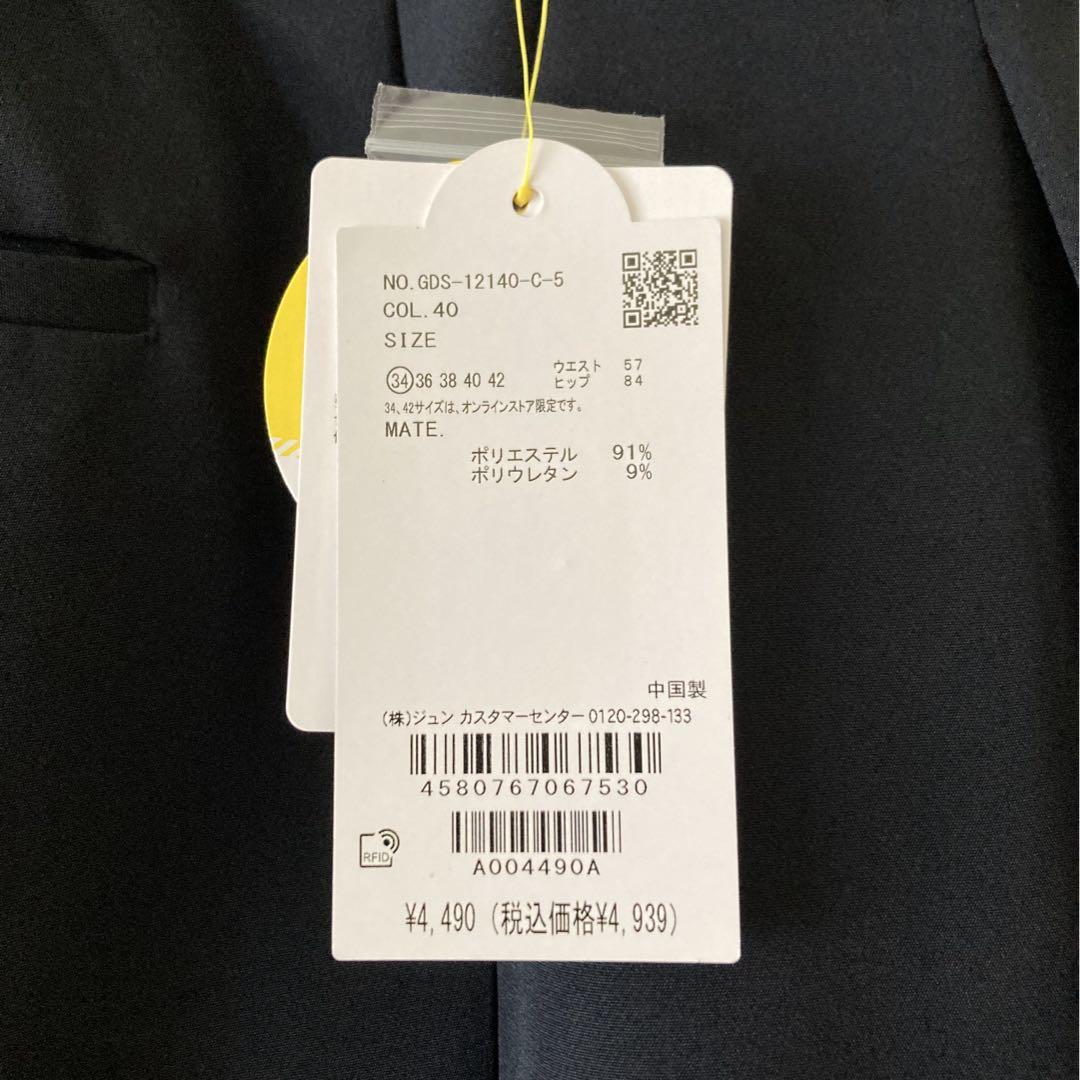 NO.GDS-12140-C-5
COL.40
SIZE
34 36 38 40 42
ウエスト 57
ヒップ 84
34、42サイズは、オンラインストア限定です。
MATE.
ポリエステル 91%
ポリウレタン 9%
中国製
(株)ジュン カスタマーセンター 0120-298-133
4580767067530
RFID
A004490A
¥4,490 (税込価格¥4,939)